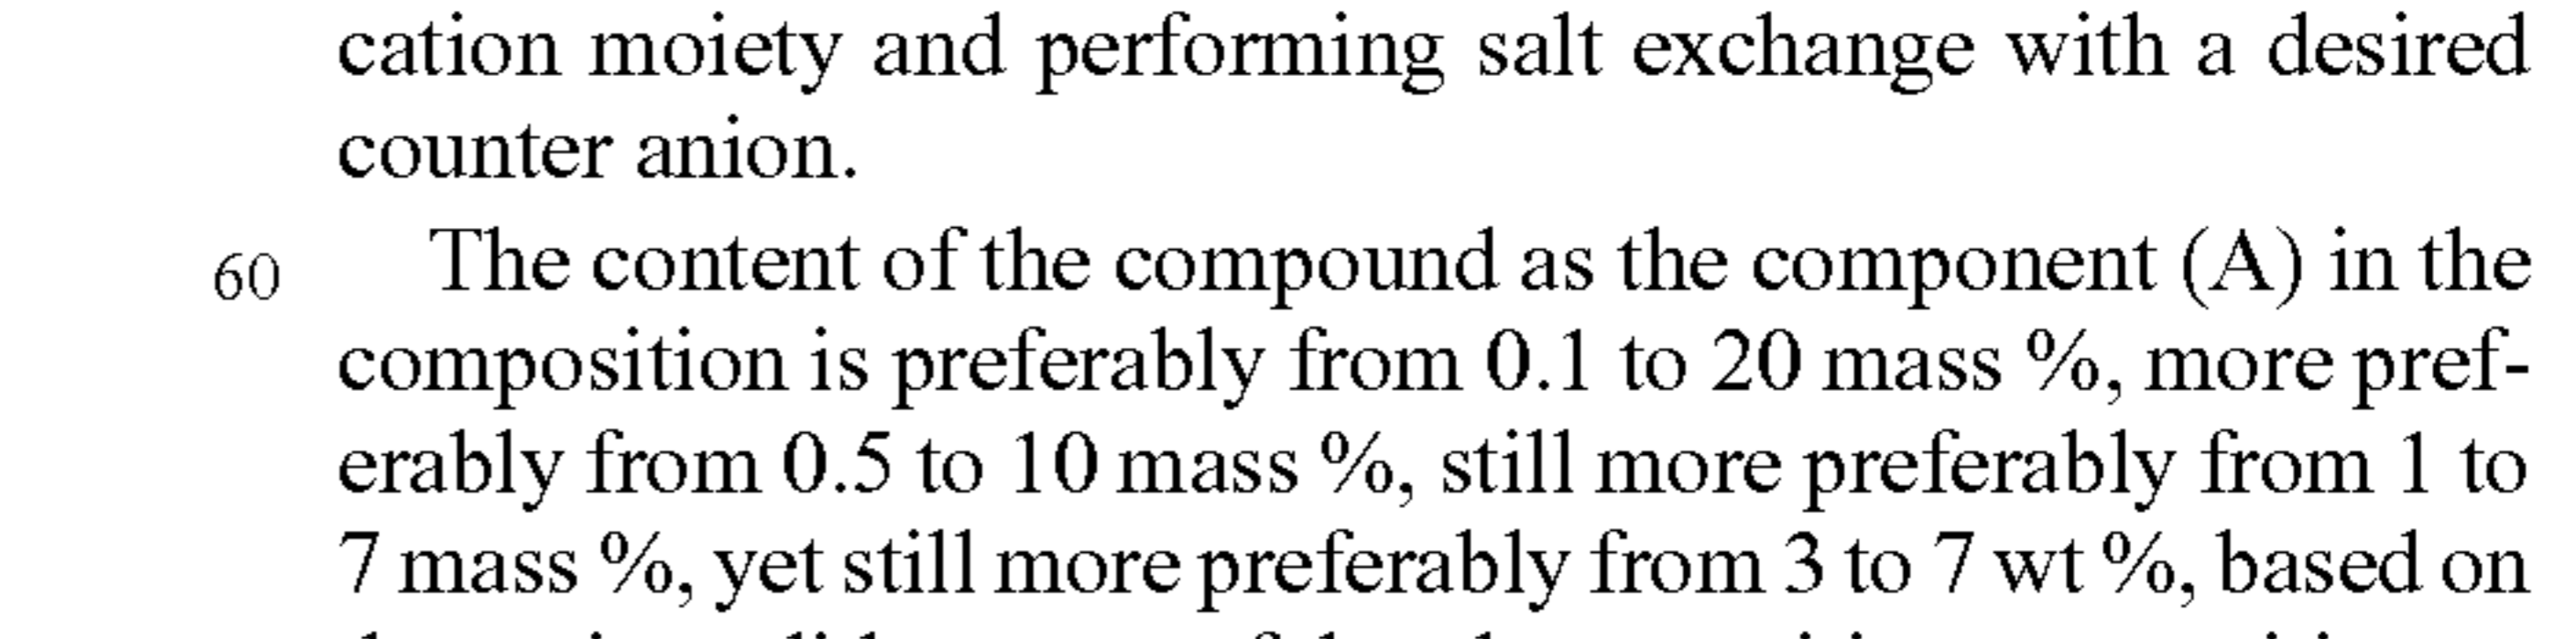 cation moiety and performing salt exchange with a desired
counter anion.
60 The content of the compound as the component (A) in the
composition is preferably from 0.1 to 20 mass %, more pref-
erably from 0.5 to 10 mass %, still more preferably from 1 to
7 mass %, yet still more preferably from 3 to 7 wt %, based on